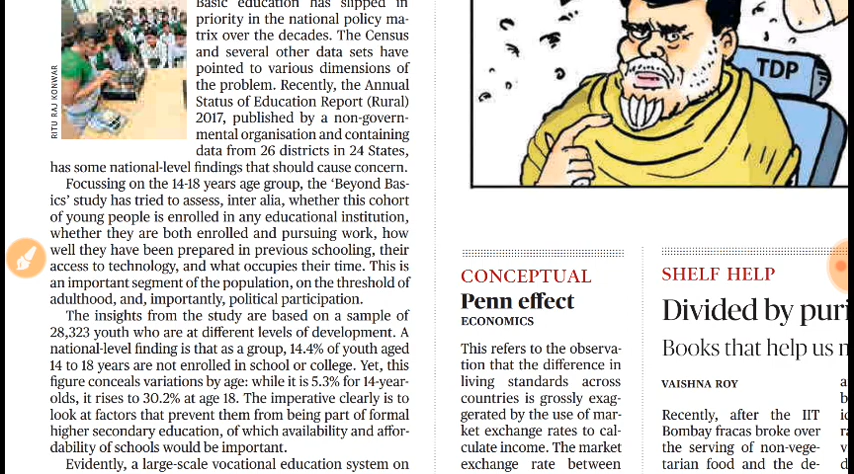 Basic education has slipped in
priority in the national policy ma-
trix over the decades. The Census
and several other data sets have
pointed to various dimensions of
the problem. Recently, the Annual
Status of Education Report (Rural)
2017, published by a non-govern-
mental organisation and containing
data from 26 districts in 24 States,
has some national-level findings that should cause concern.
Focussing on the 14-18 years age group, the ‘Beyond Bas-
ics’ study has tried to assess, inter alia, whether this cohort
of young people is enrolled in any educational institution,
whether they are both enrolled and pursuing work, how
well they have been prepared in previous schooling, their
access to technology, and what occupies their time. This is
an important segment of the population, on the threshold of
adulthood, and, importantly, political participation.
The insights from the study are based on a sample of
28,323 youth who are at different levels of development. A
national-level finding is that as a group, 14.4% of youth aged
14 to 18 years are not enrolled in school or college. Yet, this
figure conceals variations by age: while it is 5.3% for 14-year-
olds, it rises to 30.2% at age 18. The imperative clearly is to
look at factors that prevent them from being part of formal
higher secondary education, of which availability and affor-
dability of schools would be important.
Evidently, a large-scale vocational education system on
RITU RAJ KONWAR
TDP
CONCEPTUAL
Penn effect
ECONOMICS
This refers to the observa-
tion that the difference in
living standards across
countries is grossly exag-
gerated by the use of mar-
ket exchange rates to cal-
culate income. The market
exchange rate between
SHELF HELP
Divided by puri
Books that help us n
VAISHNA ROY
Recently, after the IIT
Bombay fracas broke over
the serving of non-vege-
tarian food and the de-